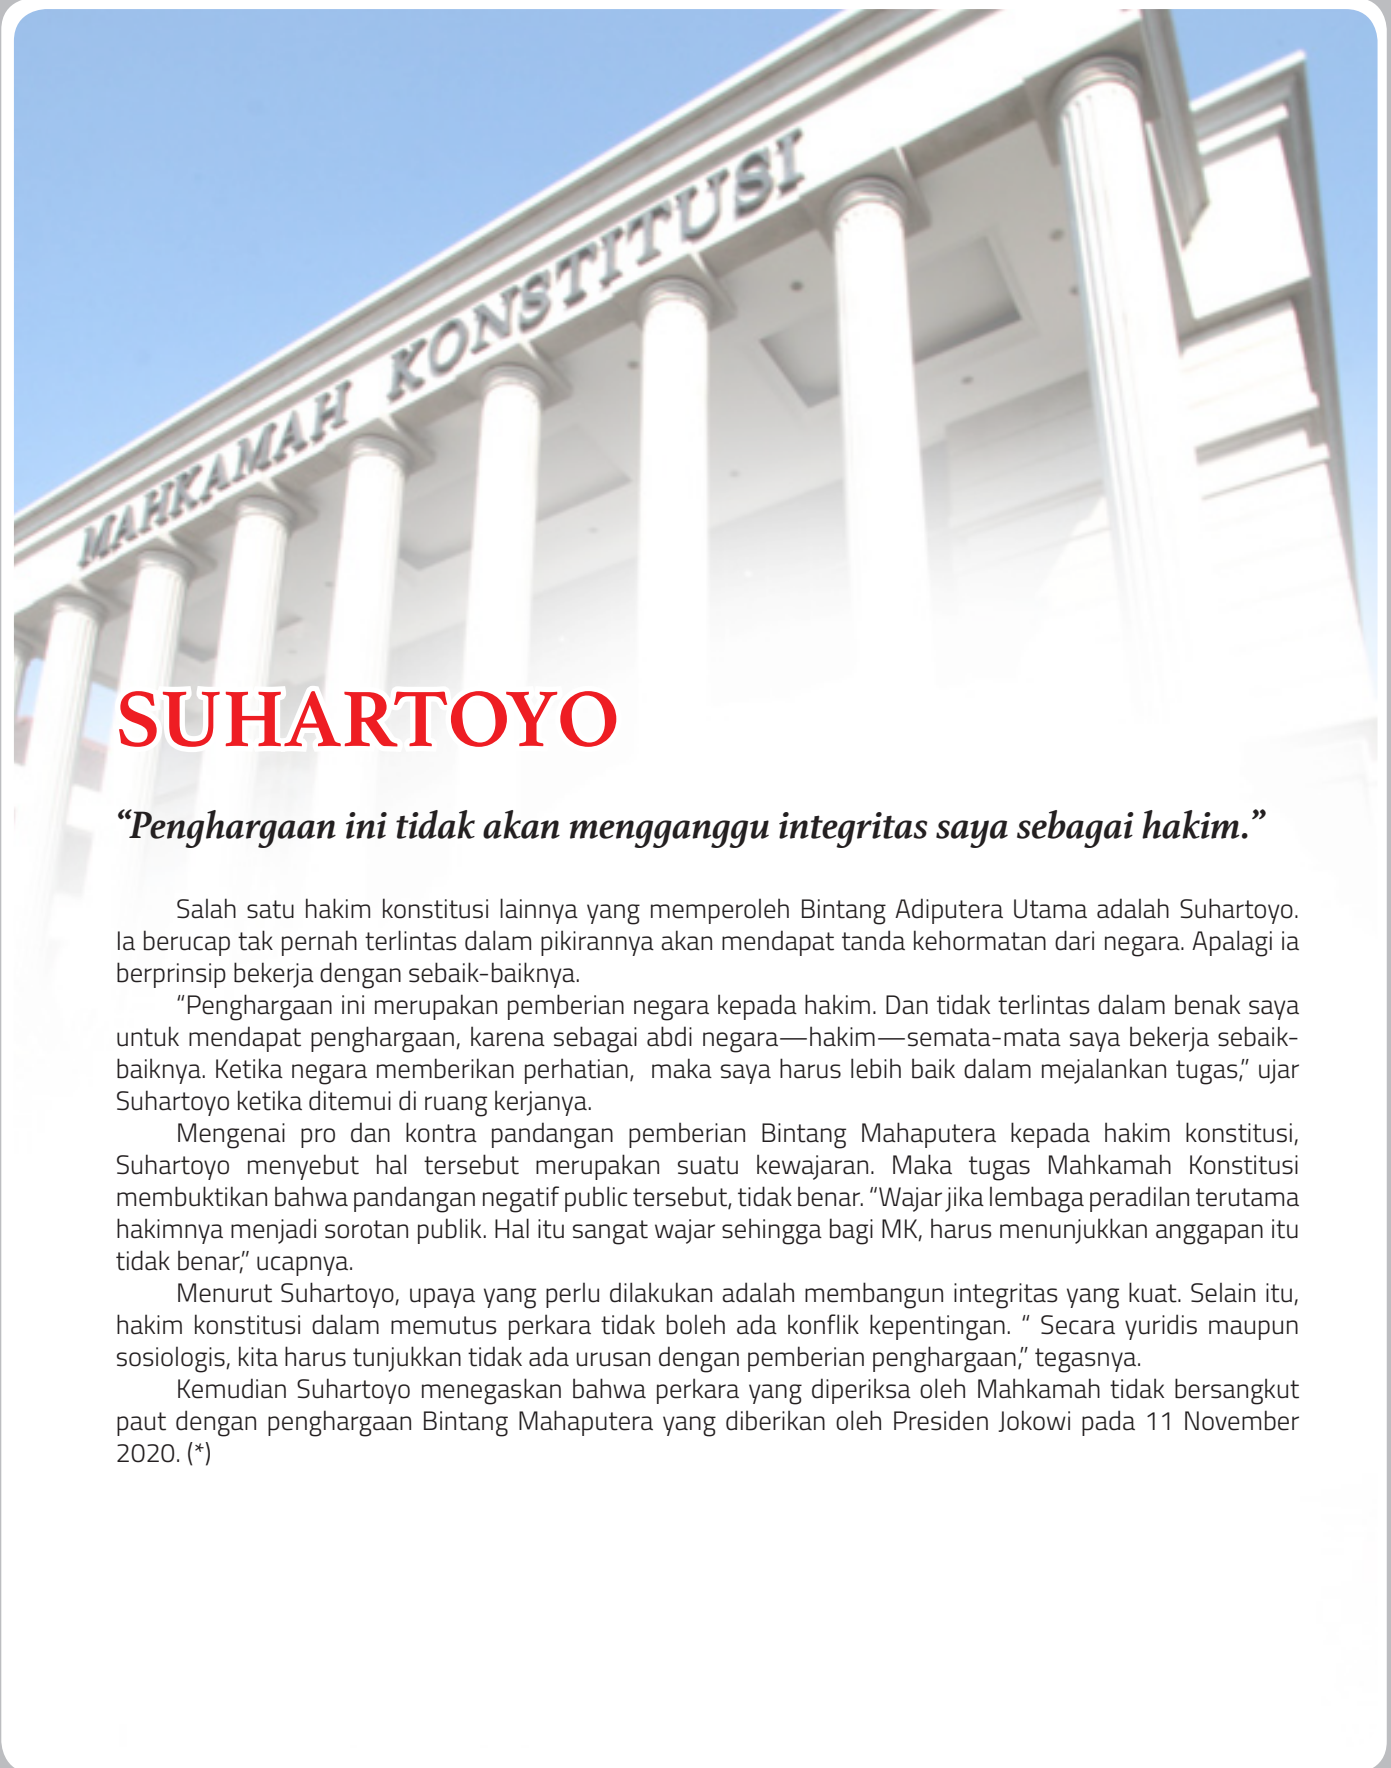 MAHKAMAH KONSTITUSI
SUHARTOYO
“Penghargaan ini tidak akan mengganggu integritas saya sebagai hakim.”
Salah satu hakim konstitusi lainnya yang memperoleh Bintang Adiputera Utama adalah Suhartoyo.
Ia berucap tak pernah terlintas dalam pikirannya akan mendapat tanda kehormatan dari negara. Apalagi ia
berprinsip bekerja dengan sebaik-baiknya.
“Penghargaan ini merupakan pemberian negara kepada hakim. Dan tidak terlintas dalam benak saya
untuk mendapat penghargaan, karena sebagai abdi negara—hakim—semata-mata saya bekerja sebaik-
baiknya. Ketika negara memberikan perhatian,  maka saya harus lebih baik dalam mejalankan tugas,” ujar
Suhartoyo ketika ditemui di ruang kerjanya.
Mengenai pro dan kontra pandangan pemberian Bintang Mahaputera kepada hakim konstitusi,
Suhartoyo menyebut hal tersebut merupakan suatu kewajaran. Maka tugas Mahkamah Konstitusi
membuktikan bahwa pandangan negatif public tersebut, tidak benar. “Wajar jika lembaga peradilan terutama
hakimnya menjadi sorotan publik. Hal itu sangat wajar sehingga bagi MK, harus menunjukkan anggapan itu
tidak benar,” ucapnya.
Menurut Suhartoyo, upaya yang perlu dilakukan adalah membangun integritas yang kuat. Selain itu,
hakim konstitusi dalam memutus perkara tidak boleh ada konflik kepentingan. “ Secara yuridis maupun
sosiologis, kita harus tunjukkan tidak ada urusan dengan pemberian penghargaan,” tegasnya.
Kemudian Suhartoyo menegaskan bahwa perkara yang diperiksa oleh Mahkamah tidak bersangkut
paut dengan penghargaan Bintang Mahaputera yang diberikan oleh Presiden Jokowi pada 11 November
2020. (*)